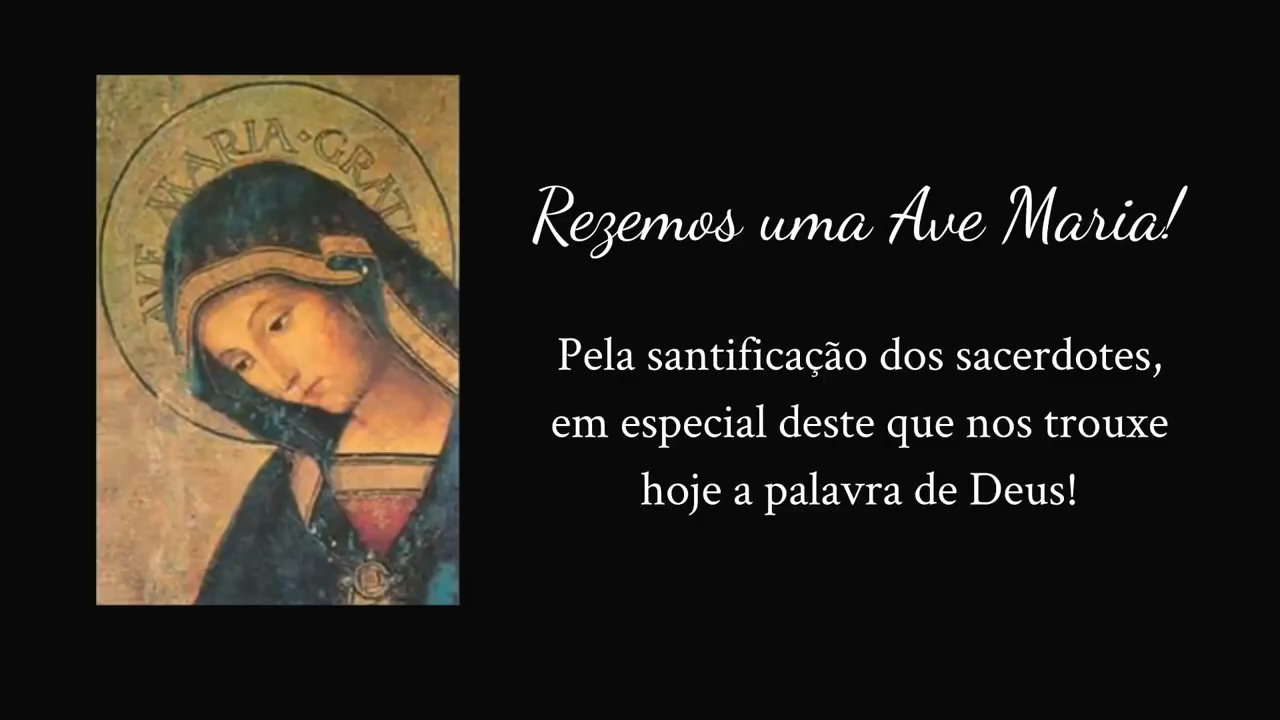 AVE MARIA · GRATI
Rezemos uma Ave Maria!
Pela santificação dos sacerdotes,
em especial deste que nos trouxe
hoje a palavra de Deus!